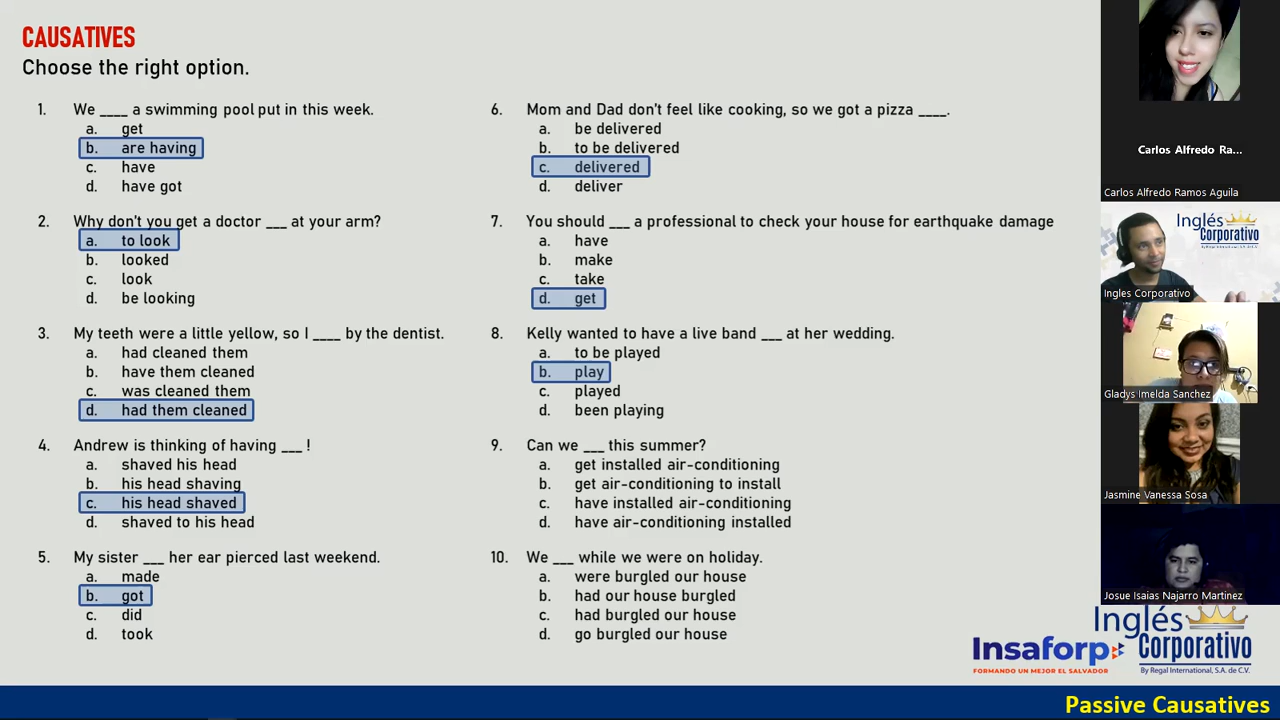 CAUSATIVES
Choose the right option.
1. We ____ a swimming pool put in this week.
a. get
b. are having
c. have
d. have got
2. Why don't you get a doctor ___ at your arm?
a. to look
b. looked
c. look
d. be looking
3. My teeth were a little yellow, so I ____ by the dentist.
a. had cleaned them
b. have them cleaned
c. was cleaned them
d. had them cleaned
4. Andrew is thinking of having ___ !
a. shaved his head
b. his head shaving
c. his head shaved
d. shaved to his head
5. My sister ___ her ear pierced last weekend.
a. made
b. got
c. did
d. took
6. Mom and Dad don't feel like cooking, so we got a pizza ____.
a. be delivered
b. to be delivered
c. delivered
d. deliver
7. You should ___ a professional to check your house for earthquake damage
a. have
b. make
c. take
d. get
8. Kelly wanted to have a live band ___ at her wedding.
a. to be played
b. play
c. played
d. been playing
9. Can we ___ this summer?
a. get installed air-conditioning
b. get air-conditioning to install
c. have installed air-conditioning
d. have air-conditioning installed
10. We ___ while we were on holiday.
a. were burgled our house
b. had our house burgled
c. had burgled our house
d. go burgled our house
Carlos Alfredo Ra...
Carlos Alfredo Ramos Aguila
Inglés
Corporativo
By Regal International, S.A. de C.V.
Ingles Corporativo
Gladys Imelda Sanchez
Jasmine Vanessa Sosa
Josue Isaias Najarro Martinez
Insaforp
FORMANDO UN MEJOR EL SALVADOR
Inglés
Corporativo
By Regal International, S.A. de C.V.
Passive Causatives